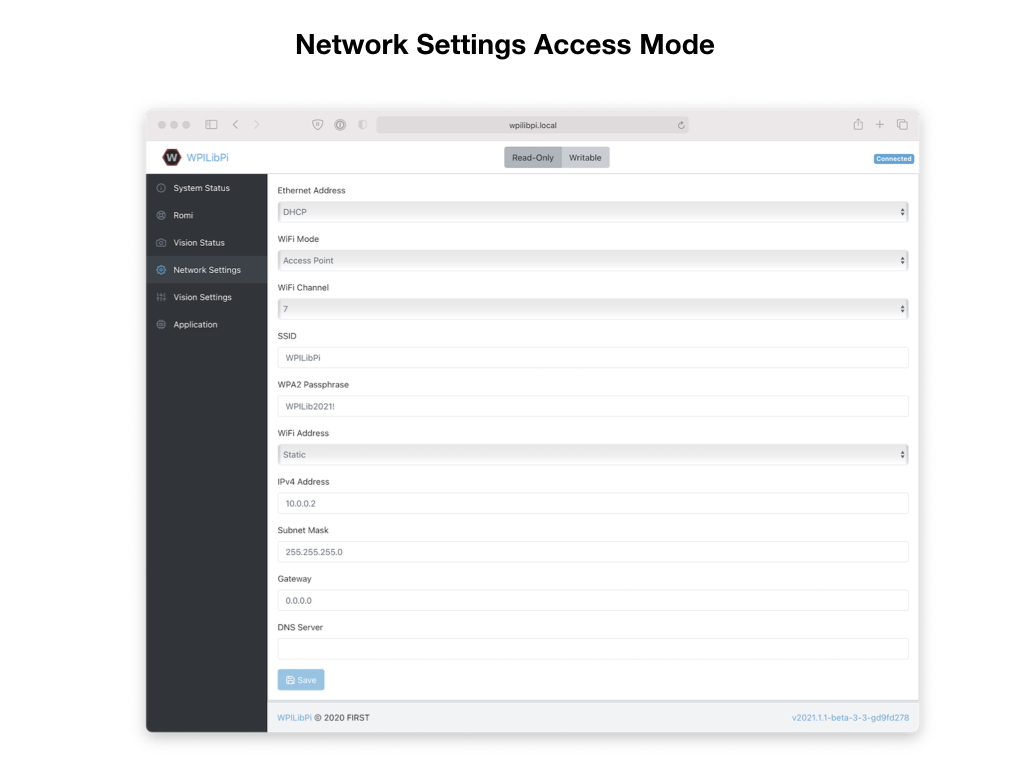 Network Settings Access Mode
wpilibpi.local
WPILibPi
Read-Only Writable
Connected
System Status
Romi
Vision Status
Network Settings
Vision Settings
Application
Ethernet Address
DHCP
WiFi Mode
Access Point
WiFi Channel
7
SSID
WPILibPi
WPA2 Passphrase
WPILib2021!
WiFi Address
Static
IPv4 Address
10.0.0.2
Subnet Mask
255.255.255.0
Gateway
0.0.0.0
DNS Server
Save
WPILibPi © 2020 FIRST
v2021.1.1-beta-3-3-gd9fd278